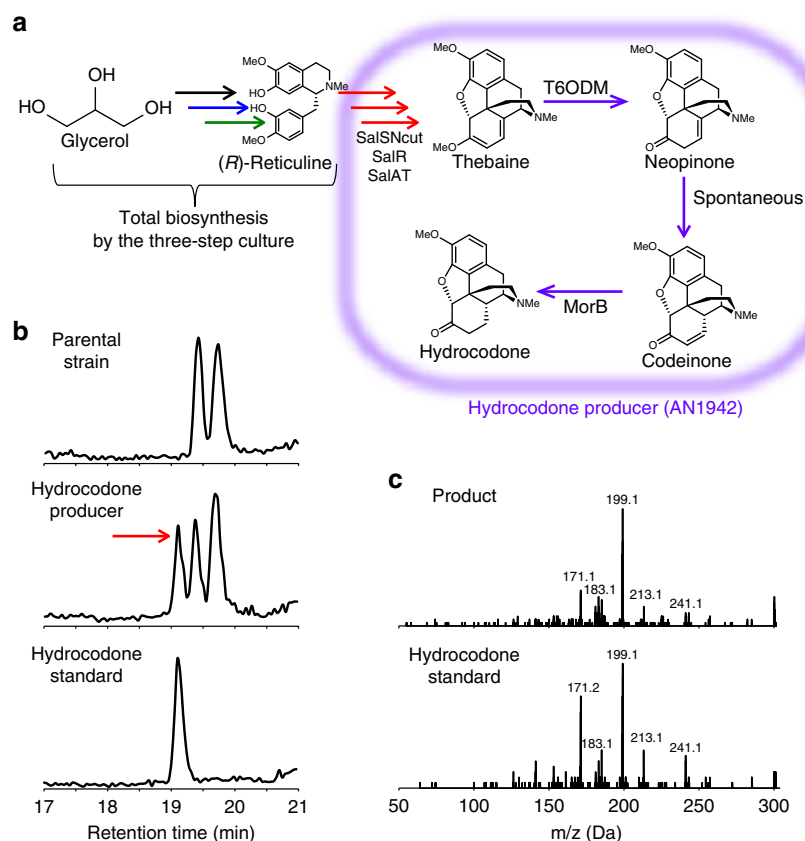 a
OH
HO
OH
Glycerol
MeO
HO
NMe
HO
MeO
(R)-Reticuline
Total biosynthesis
by the three-step culture
SalSNcut
SalR
SalAT
MeO
O
NMe
MeO
Thebaine
T6ODM
MeO
O
NMe
O
Neopinone
Spontaneous
MeO
O
NMe
O
Codeinone
MorB
MeO
O
NMe
O
Hydrocodone
Hydrocodone producer (AN1942)
b
Parental
strain
Hydrocodone
producer
Hydrocodone
standard
17 18 19 20 21
Retention time (min)
c
Product
199.1
171.1
183.1
213.1
241.1
Hydrocodone
standard
199.1
171.2
183.1
213.1
241.1
50 100 150 200 250 300
m/z (Da)